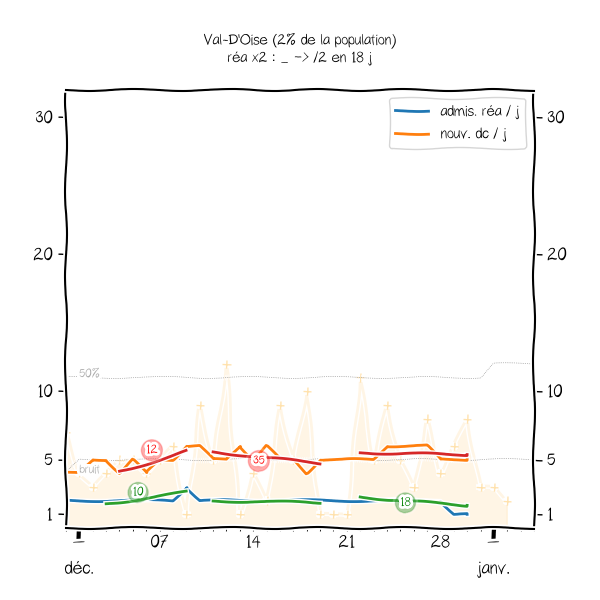 Val-D'Oise (2% de la population)
réa x2 : _ -> /2 en 18 j
admis. réa / j
nouv. dc / j
30
30
20
20
50%
10
10
12
35
5
5
bruit
10
18
1
1
07
14
21
28
déc.
janv.